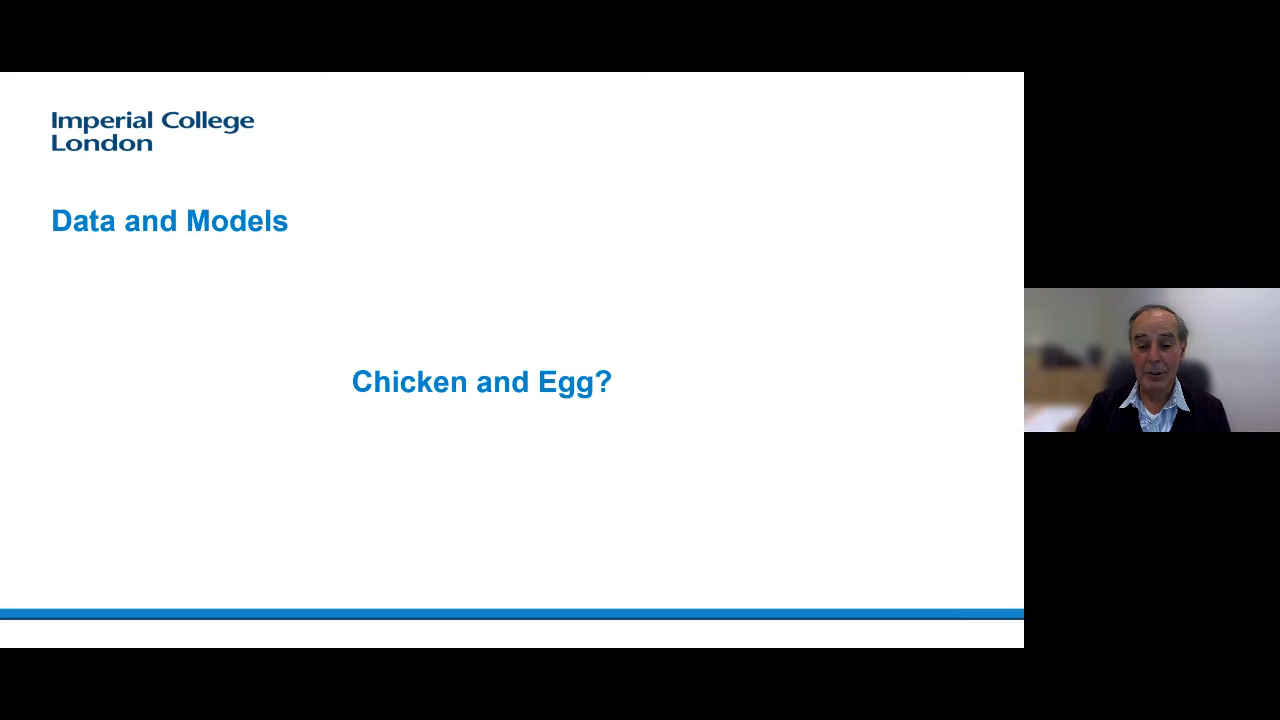 Imperial College
London
Data and Models
Chicken and Egg?